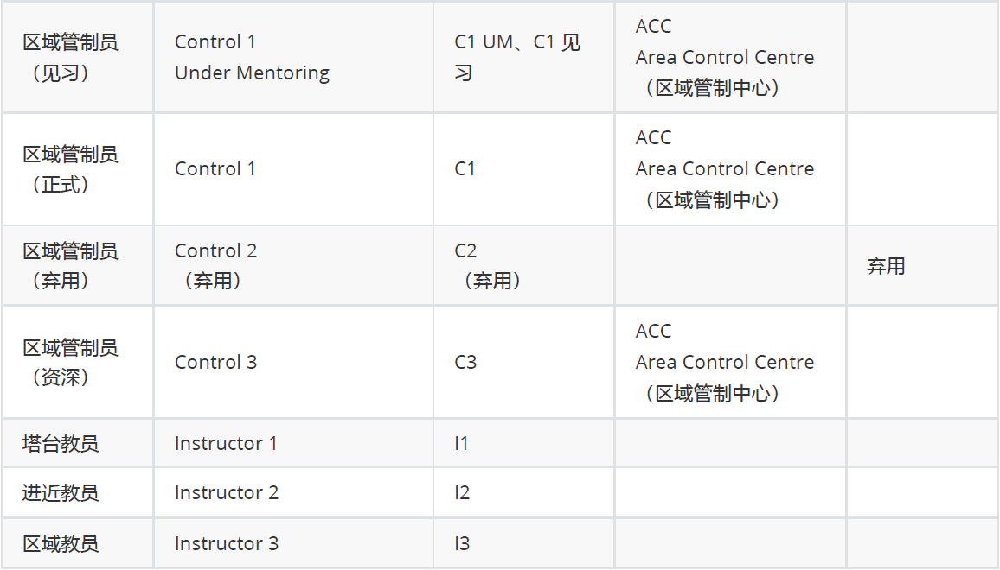 区域管制员
（见习）
Control 1
Under Mentoring
C1 UM、C1 见
习
ACC
Area Control Centre
（区域管制中心）
区域管制员
（正式）
Control 1
C1
ACC
Area Control Centre
（区域管制中心）
区域管制员
（弃用）
Control 2
（弃用）
C2
（弃用）
弃用
区域管制员
（资深）
Control 3
C3
ACC
Area Control Centre
（区域管制中心）
塔台教员
Instructor 1
I1
进近教员
Instructor 2
I2
区域教员
Instructor 3
I3